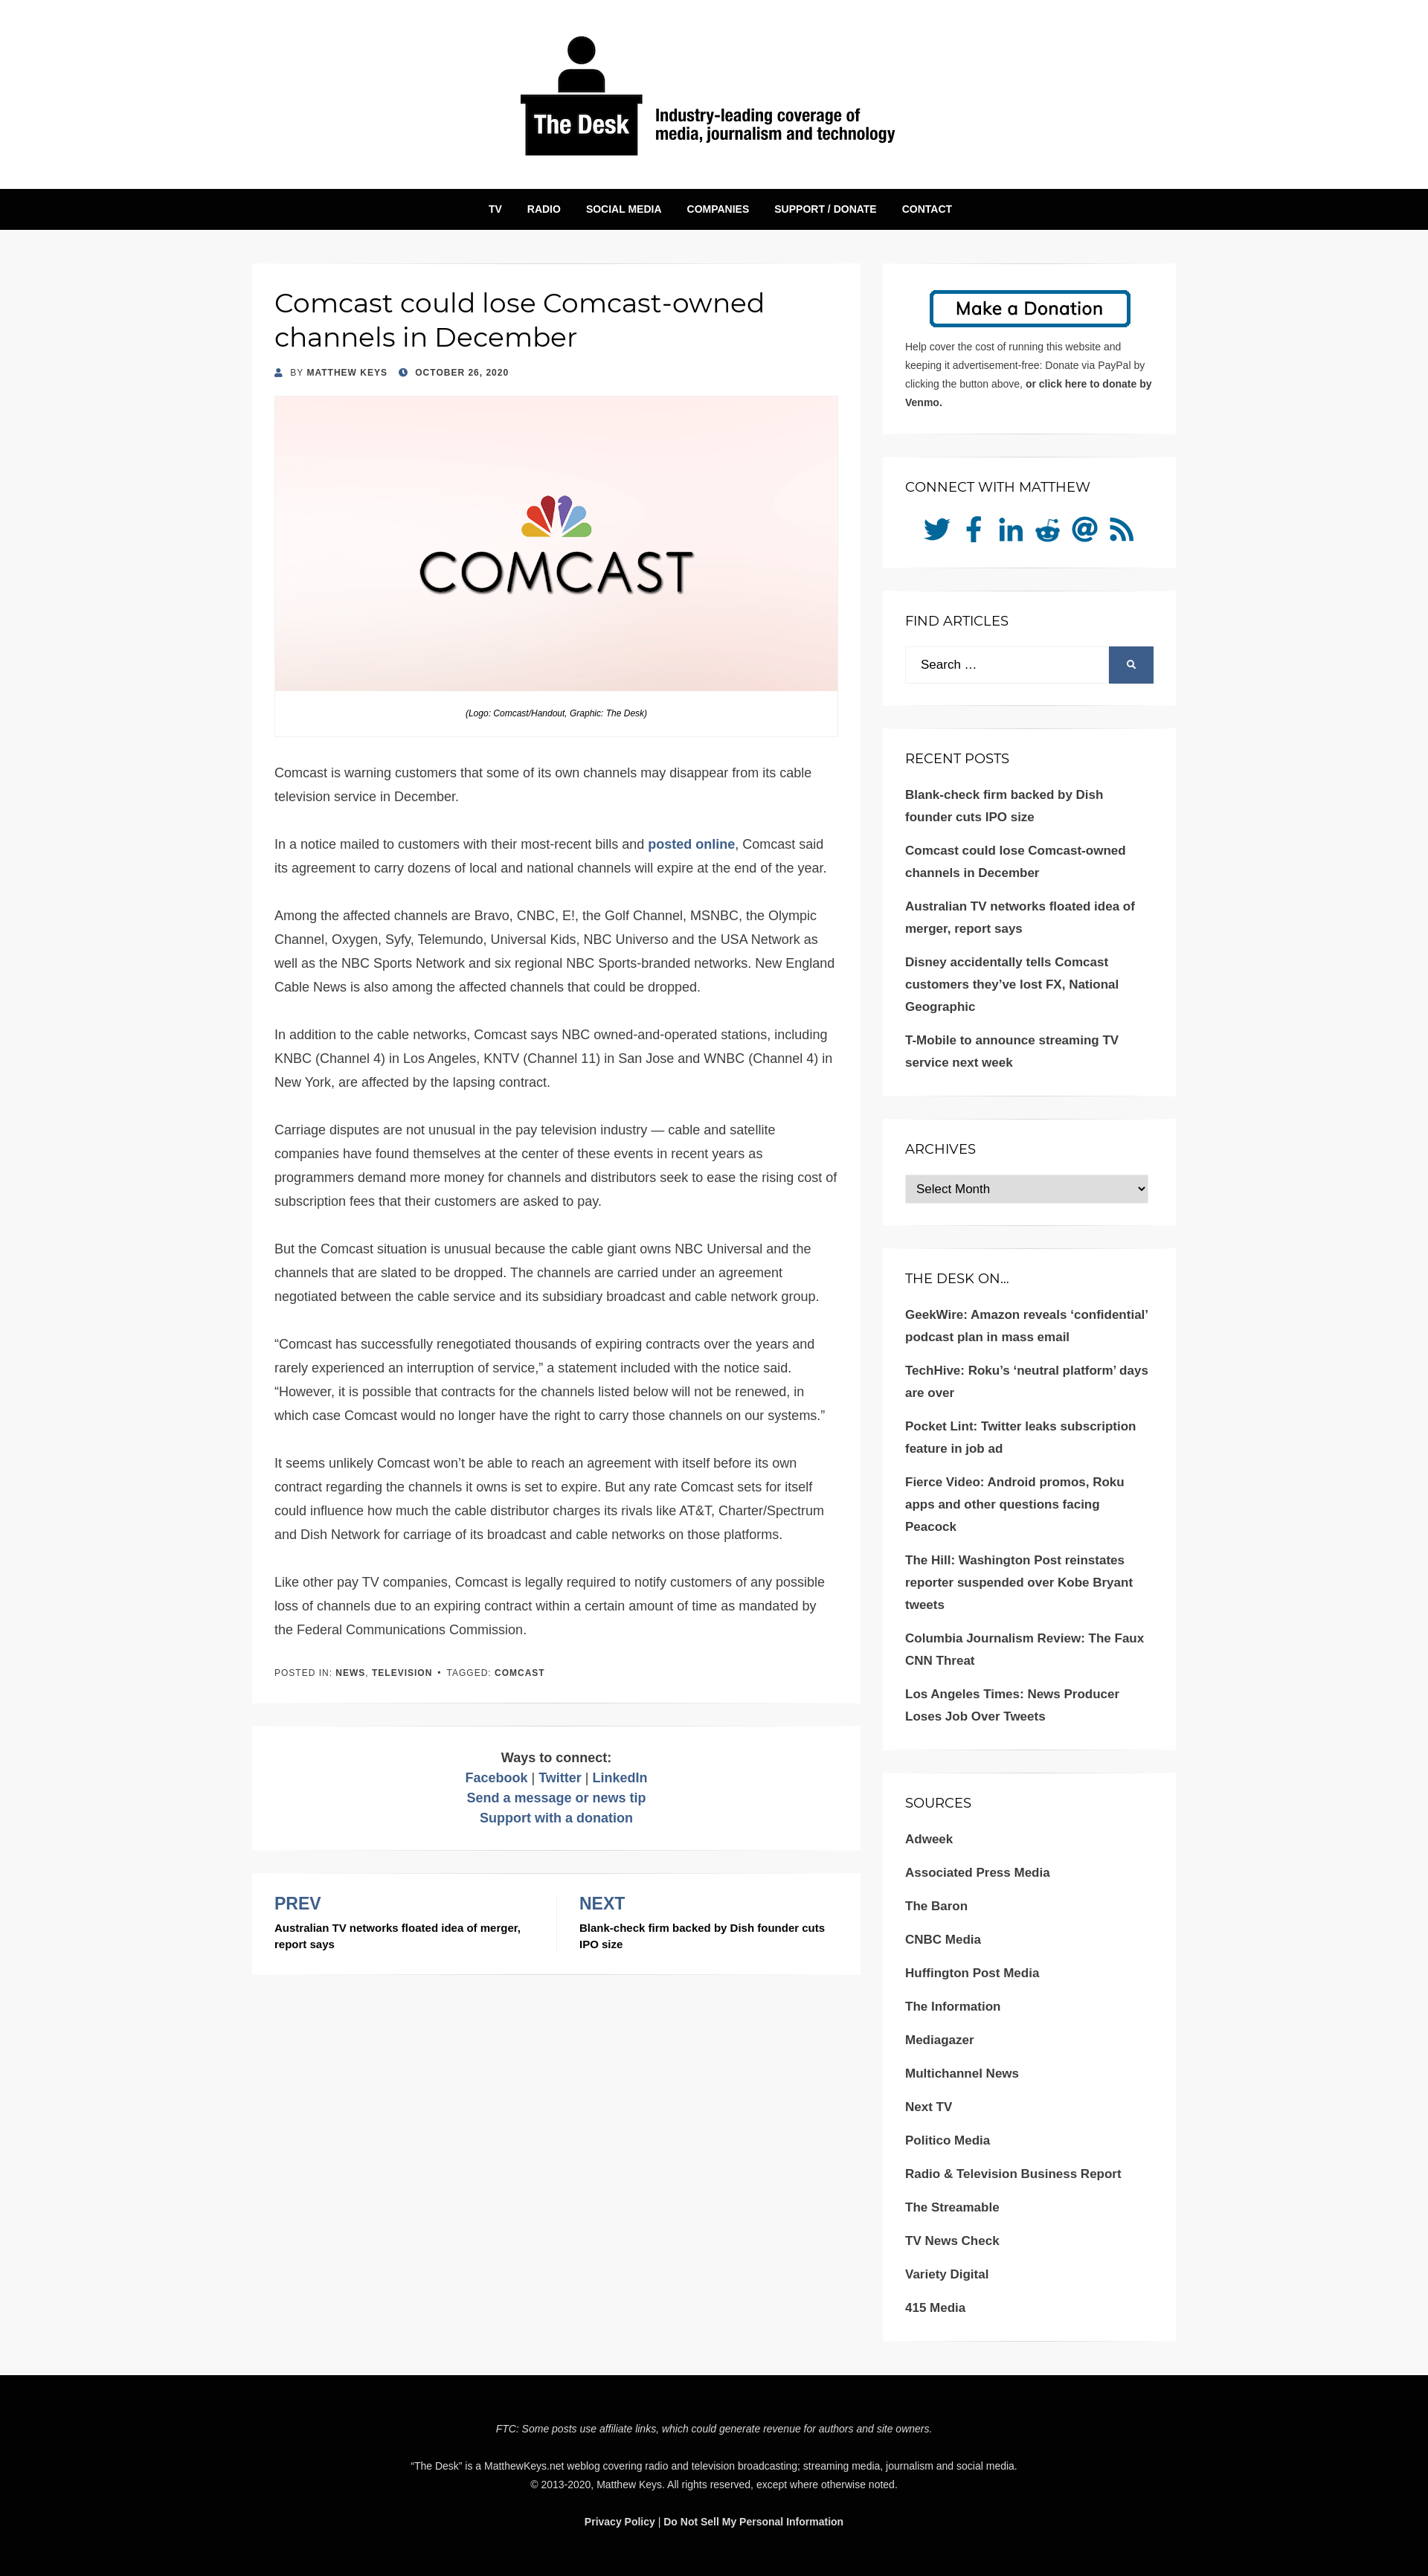 The Desk
Industry-leading coverage of
media, journalism and technology
TV RADIO SOCIAL MEDIA COMPANIES SUPPORT / DONATE CONTACT
Comcast could lose Comcast-owned
channels in December
BY MATTHEW KEYS OCTOBER 26, 2020
COMCAST
(Logo: Comcast/Handout, Graphic: The Desk)
Comcast is warning customers that some of its own channels may disappear from its cable
television service in December.
In a notice mailed to customers with their most-recent bills and posted online, Comcast said
its agreement to carry dozens of local and national channels will expire at the end of the year.
Among the affected channels are Bravo, CNBC, E!, the Golf Channel, MSNBC, the Olympic
Channel, Oxygen, Syfy, Telemundo, Universal Kids, NBC Universo and the USA Network as
well as the NBC Sports Network and six regional NBC Sports-branded networks. New England
Cable News is also among the affected channels that could be dropped.
In addition to the cable networks, Comcast says NBC owned-and-operated stations, including
KNBC (Channel 4) in Los Angeles, KNTV (Channel 11) in San Jose and WNBC (Channel 4) in
New York, are affected by the lapsing contract.
Carriage disputes are not unusual in the pay television industry — cable and satellite
companies have found themselves at the center of these events in recent years as
programmers demand more money for channels and distributors seek to ease the rising cost of
subscription fees that their customers are asked to pay.
But the Comcast situation is unusual because the cable giant owns NBC Universal and the
channels that are slated to be dropped. The channels are carried under an agreement
negotiated between the cable service and its subsidiary broadcast and cable network group.
“Comcast has successfully renegotiated thousands of expiring contracts over the years and
rarely experienced an interruption of service,” a statement included with the notice said.
“However, it is possible that contracts for the channels listed below will not be renewed, in
which case Comcast would no longer have the right to carry those channels on our systems.”
It seems unlikely Comcast won’t be able to reach an agreement with itself before its own
contract regarding the channels it owns is set to expire. But any rate Comcast sets for itself
could influence how much the cable distributor charges its rivals like AT&T, Charter/Spectrum
and Dish Network for carriage of its broadcast and cable networks on those platforms.
Like other pay TV companies, Comcast is legally required to notify customers of any possible
loss of channels due to an expiring contract within a certain amount of time as mandated by
the Federal Communications Commission.
POSTED IN: NEWS, TELEVISION • TAGGED: COMCAST
Ways to connect:
Facebook | Twitter | LinkedIn
Send a message or news tip
Support with a donation
PREV
Australian TV networks floated idea of merger,
report says
NEXT
Blank-check firm backed by Dish founder cuts
IPO size
Make a Donation
Help cover the cost of running this website and
keeping it advertisement-free: Donate via PayPal by
clicking the button above, or click here to donate by
Venmo.
CONNECT WITH MATTHEW
FIND ARTICLES
Search …
RECENT POSTS
Blank-check firm backed by Dish
founder cuts IPO size
Comcast could lose Comcast-owned
channels in December
Australian TV networks floated idea of
merger, report says
Disney accidentally tells Comcast
customers they’ve lost FX, National
Geographic
T-Mobile to announce streaming TV
service next week
ARCHIVES
Select Month
THE DESK ON…
GeekWire: Amazon reveals ‘confidential’
podcast plan in mass email
TechHive: Roku’s ‘neutral platform’ days
are over
Pocket Lint: Twitter leaks subscription
feature in job ad
Fierce Video: Android promos, Roku
apps and other questions facing
Peacock
The Hill: Washington Post reinstates
reporter suspended over Kobe Bryant
tweets
Columbia Journalism Review: The Faux
CNN Threat
Los Angeles Times: News Producer
Loses Job Over Tweets
SOURCES
Adweek
Associated Press Media
The Baron
CNBC Media
Huffington Post Media
The Information
Mediagazer
Multichannel News
Next TV
Politico Media
Radio & Television Business Report
The Streamable
TV News Check
Variety Digital
415 Media
FTC: Some posts use affiliate links, which could generate revenue for authors and site owners.
“The Desk” is a MatthewKeys.net weblog covering radio and television broadcasting; streaming media, journalism and social media.
© 2013-2020, Matthew Keys. All rights reserved, except where otherwise noted.
Privacy Policy | Do Not Sell My Personal Information